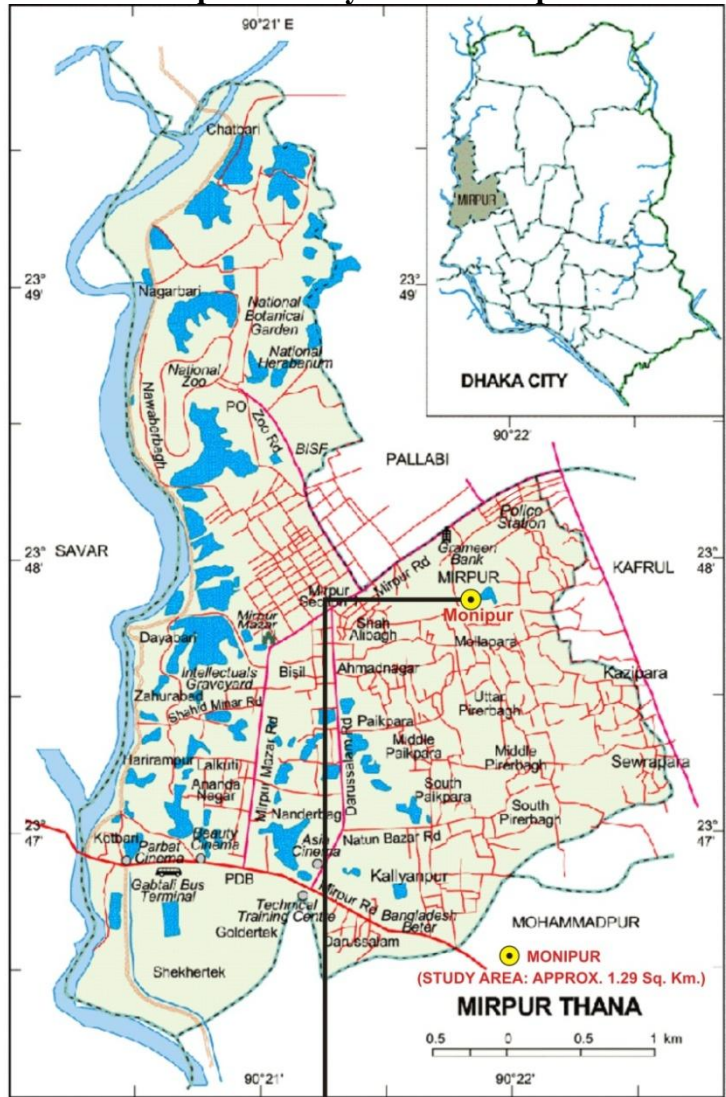 90°21' E
Chatbari
MIRPUR
23°
49'
23°
49'
Nagarbari
National
Botanical
Garden
National
Herabarium
National
Zoo
DHAKA CITY
90°22'
Nawaberbagh
PO
Zoo Rd
BISF
PALLABI
Police
Station
SAVAR
23°
48'
23°
48'
Grameen
Bank
KAFRUL
Mirpur Rd
MIRPUR
Mirpur
Section 1
Monipur
Mirpur
Mazar
Shah
Alibagh
Mollapara
Dayabari
Intellectuals
Graveyard
Bisil
Ahmadnagar
Kazipara
Zahurabad
Shahid Minar Rd
Uttar
Pirerbagh
Mirpur Mazar Rd
Darussalam Rd
Paikpara
Middle
Paikpara
Middle
Pirerbagh
Sewrapara
Harirampur
Lalkuti
Ananda
Nagar
South
Paikpara
South
Pirerbagh
Nanderbag
23°
47'
23°
47'
Kotbari
Parbat
Cinema
Beauty
Cinema
Asia
Cinema
Natun Bazar Rd
Gabtali Bus
Terminal
PDB
Mirpur Rd
Kallyanpur
Technical
Training Centre
Bangladesh
Beter
Goldertek
Darussalam
MOHAMMADPUR
Shekhertek
MONIPUR
(STUDY AREA: APPROX. 1.29 Sq. Km.)
MIRPUR THANA
0.5 0 0.5 1 km
90°21'
90°22'